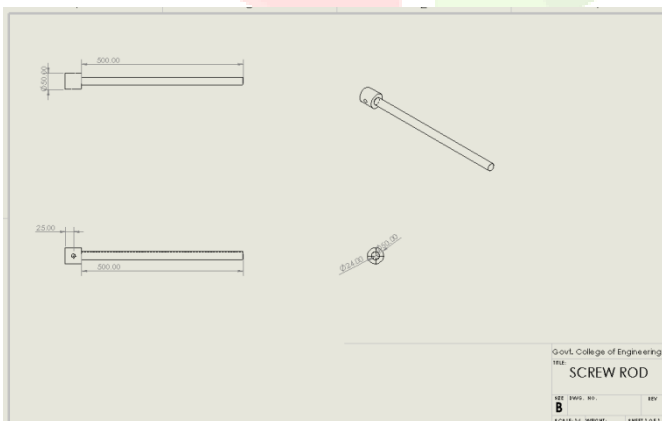 500.00
Ø50.00
25.00
500.00
Ø24.00
Ø50.00
Govt. College of Engineering
TITLE:
SCREW ROD
SIZE DWG. NO. REV
B